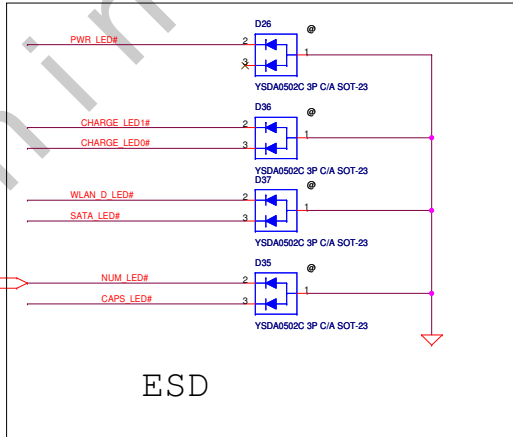 D26
@
PWR_LED#
2
1
3
YSDA0502C 3P C/A SOT-23
D36
@
CHARGE_LED1#
2
1
CHARGE_LED0#
3
YSDA0502C 3P C/A SOT-23
D37
@
WLAN_D_LED#
2
1
SATA_LED#
3
YSDA0502C 3P C/A SOT-23
D35
@
NUM_LED#
2
1
CAPS_LED#
3
YSDA0502C 3P C/A SOT-23
ESD